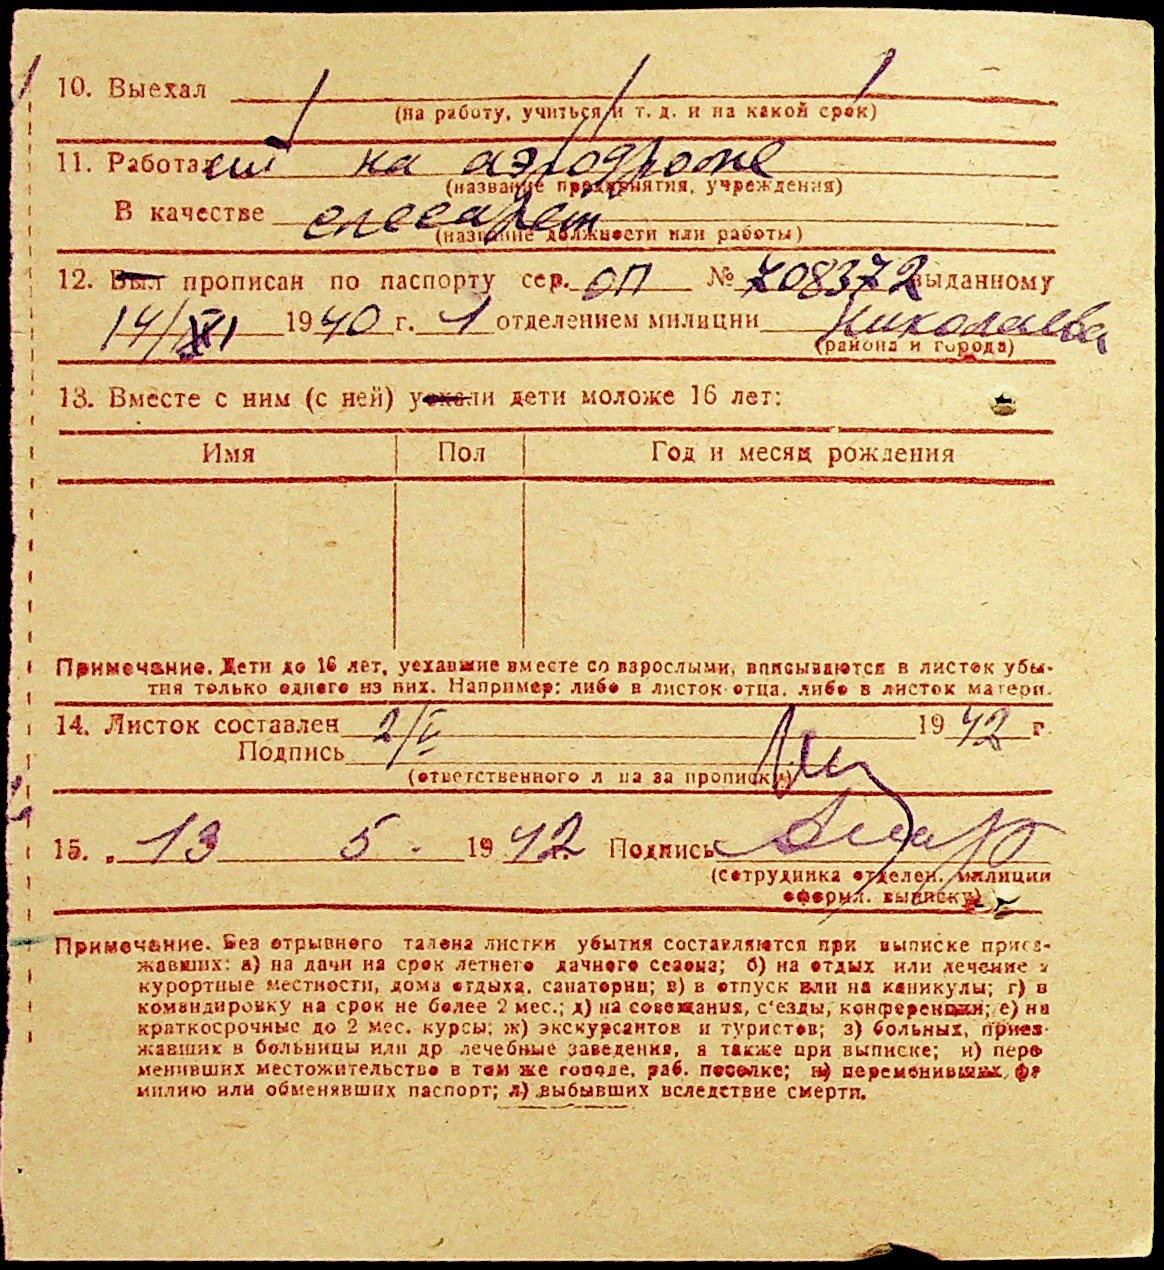 10. Выехал
(на работу, учиться и т. д. и на какой срок)
11. Работает на аэродроме
(название предприятия, учреждения)
В качестве слесарем
(название должности или работы)
12. Был прописан по паспорту сер. ОП № 708372 выданному
14/XI 1940 г. 1 отделением милиции Николаева
(района и города)
13. Вместе с ним (с ней) уехали дети моложе 16 лет:
Имя Пол Год и месяц рождения
Примечание. Дети до 16 лет, уехавшие вместе со взрослыми, вписываются в листок убы-
тия только одного из них. Например: либо в листок отца, либо в листок матери.
14. Листок составлен 2/V 1942 г.
Подпись
(ответственного лица за прописку)
15. „ 13 5 . 1942 г. Подпись
(сотрудника отделен. милиции
оформ. выписку)
Примечание. Без отрывного талона листки убытия составляются при выписке приез-
жавших: а) на дачи на срок летнего дачного сезона; б) на отдых или лечение в
курортные местности, дома отдыха, санатории; в) в отпуск или на каникулы; г) в
командировку на срок не более 2 мес.; д) на совещания, с'езды, конференции; е) на
краткосрочные до 2 мес. курсы; ж) экскурсантов и туристов; з) больных, приез-
жавших в больницы или др. лечебные заведения, а также при выписке; и) пере
менивших местожительство в том же городе, раб. поселке; к) переменивших фа
милию или обменявших паспорт; л) выбывших вследствие смерти.